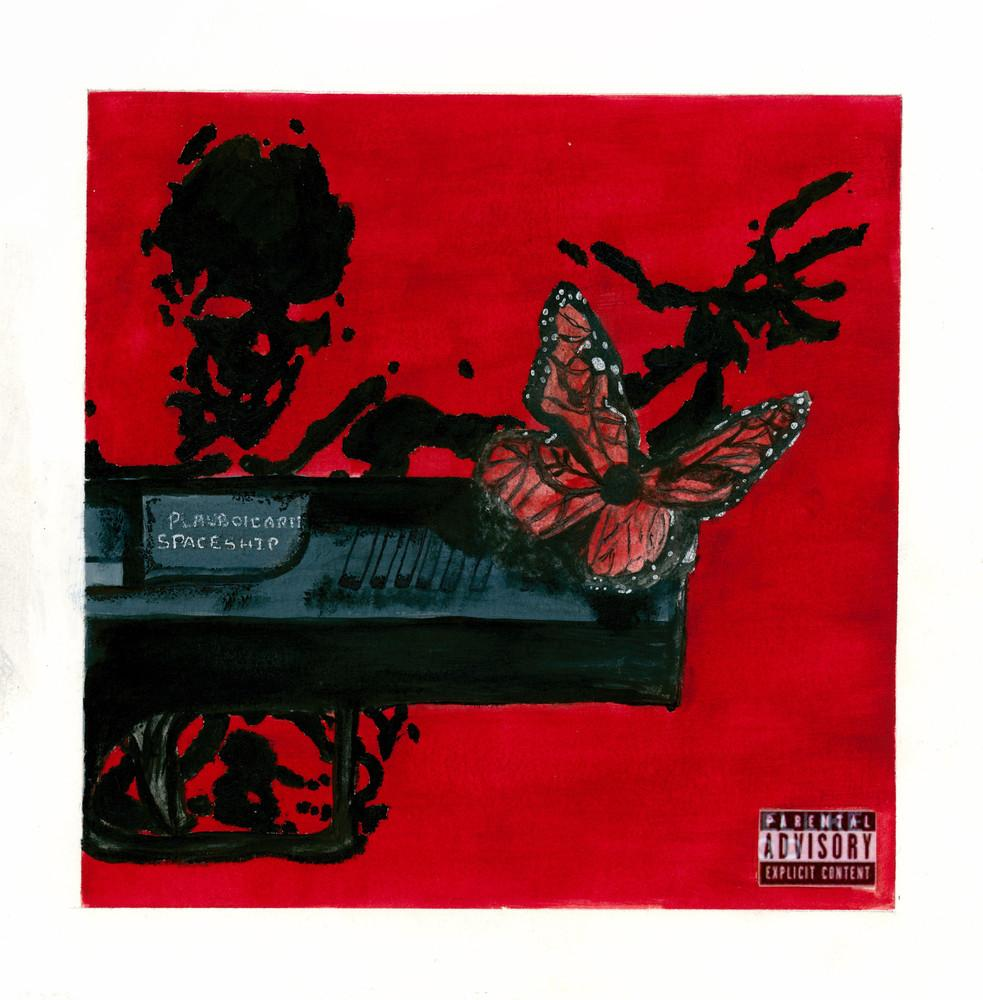 PLAYBOICARTI
SPACESHIP
PARENTAL
ADVISORY
EXPLICIT CONTENT